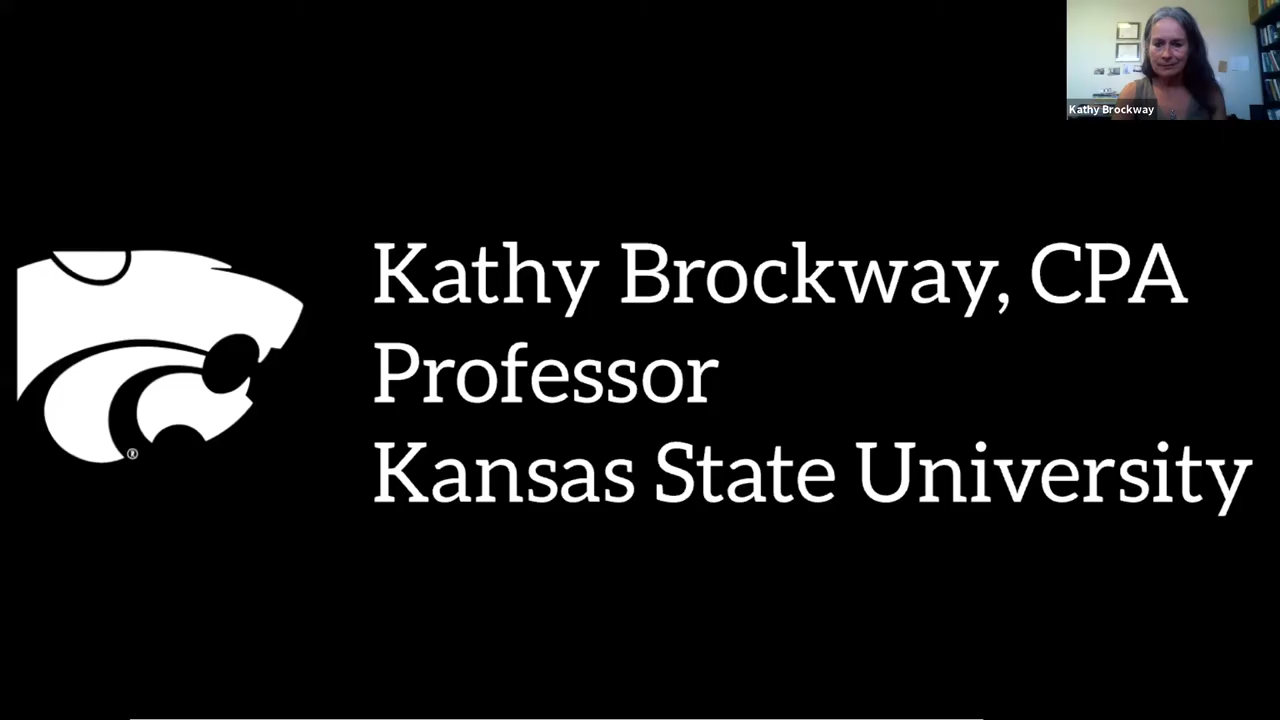 Kathy Brockway
Kathy Brockway, CPA
Professor
Kansas State University
®